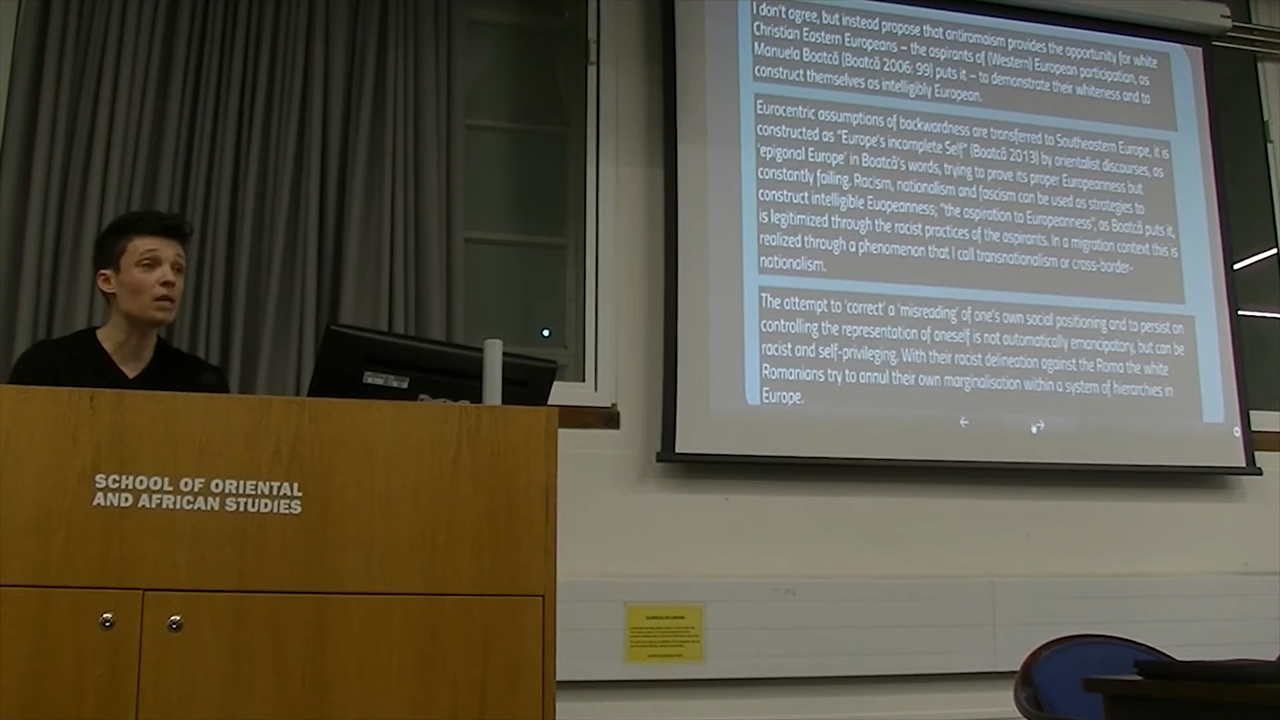 I don't agree, but instead propose that antiromaism provides the opportunity for white
Christian Eastern Europeans – the aspirants of (Western) European participation, as
Manuela Boatcă (Boatcă 2006: 99) puts it – to demonstrate their whiteness and to
construct themselves as intelligibly European.
Eurocentric assumptions of backwardness are transferred to Southeastern Europe, it is
constructed as "Europe's incomplete Self" (Boatcă 2013) by orientalist discourses, as
'epigonal Europe' in Boatcă's words, trying to prove its proper Europeanness but
constantly failing. Racism, nationalism and fascism can be used as strategies to
construct intelligible Euopeanness; "the aspiration to Europeanness", as Boatcă puts it,
is legitimized through the racist practices of the aspirants. In a migration context this is
realized through a phenomenon that I call transnationalism or cross-border-
nationalism.
The attempt to 'correct' a 'misreading' of one's own social positioning and to persist on
controlling the representation of oneself is not automatically emancipatory, but can be
racist and self-privileging. With their racist delineation against the Roma the white
Romanians try to annul their own marginalisation within a system of hierarchies in
Europe.
SCHOOL OF ORIENTAL
AND AFRICAN STUDIES